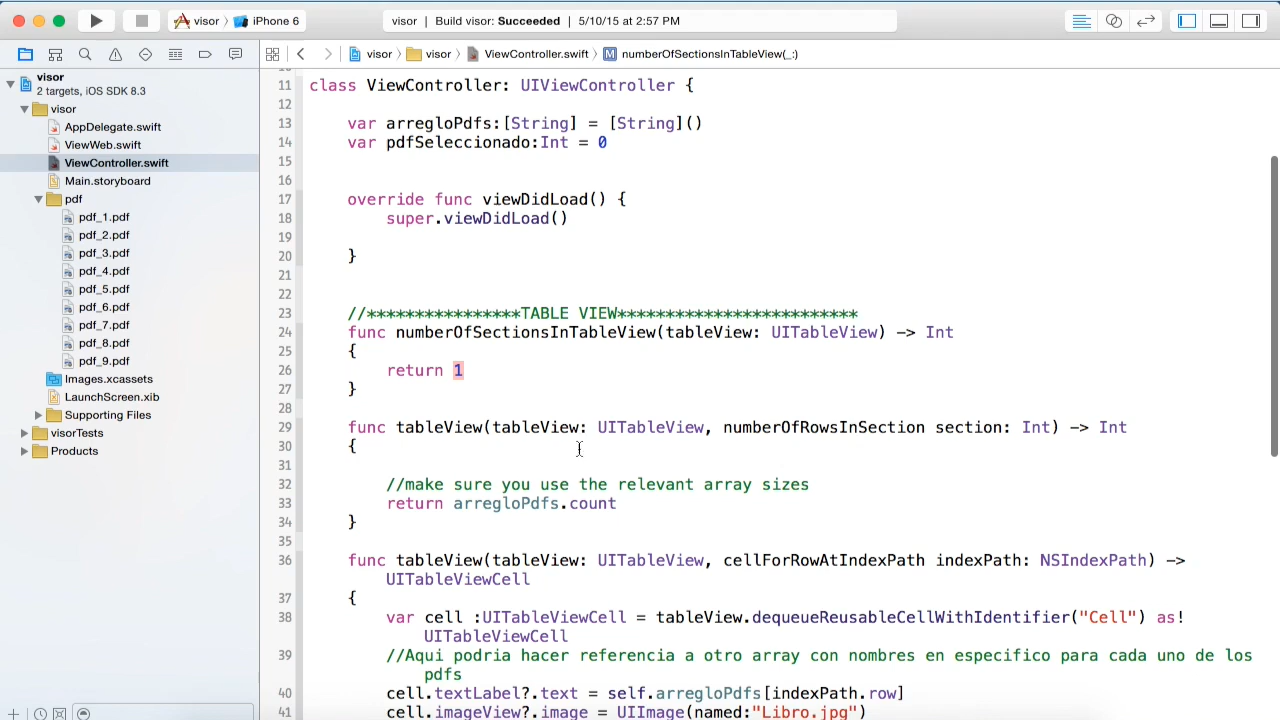 visor
iPhone 6
visor | Build visor: Succeeded | 5/10/15 at 2:57 PM
visor
visor
ViewController.swift
M
numberOfSectionsInTableView(_:)
visor
2 targets, iOS SDK 8.3
visor
AppDelegate.swift
ViewWeb.swift
ViewController.swift
Main.storyboard
pdf
pdf_1.pdf
pdf_2.pdf
pdf_3.pdf
pdf_4.pdf
pdf_5.pdf
pdf_6.pdf
pdf_7.pdf
pdf_8.pdf
pdf_9.pdf
Images.xcassets
LaunchScreen.xib
Supporting Files
visorTests
Products
11 class ViewController: UIViewController {
12
13 var arregloPdfs:[String] = [String]()
14 var pdfSeleccionado:Int = 0
15
16
17 override func viewDidLoad() {
18 super.viewDidLoad()
19
20 }
21
22
23 //****************TABLE VIEW*************************
24 func numberOfSectionsInTableView(tableView: UITableView) -> Int
25 {
26 return 1
27 }
28
29 func tableView(tableView: UITableView, numberOfRowsInSection section: Int) -> Int
30 {
31
32 //make sure you use the relevant array sizes
33 return arregloPdfs.count
34 }
35
36 func tableView(tableView: UITableView, cellForRowAtIndexPath indexPath: NSIndexPath) ->
UITableViewCell
37 {
38 var cell :UITableViewCell = tableView.dequeueReusableCellWithIdentifier("Cell") as!
UITableViewCell
39 //Aqui podria hacer referencia a otro array con nombres en especifico para cada uno de los
pdfs
40 cell.textLabel?.text = self.arregloPdfs[indexPath.row]
41 cell.imageView?.image = UIImage(named:"Libro.jpg")